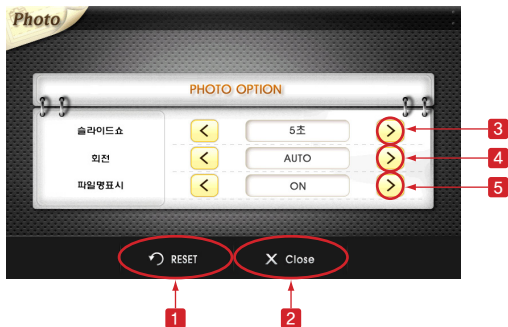 Photo
PHOTO OPTION
슬라이드쇼 < 5초 > 3
회전 < AUTO > 4
파일명표시 < ON > 5
RESET X Close
1 2